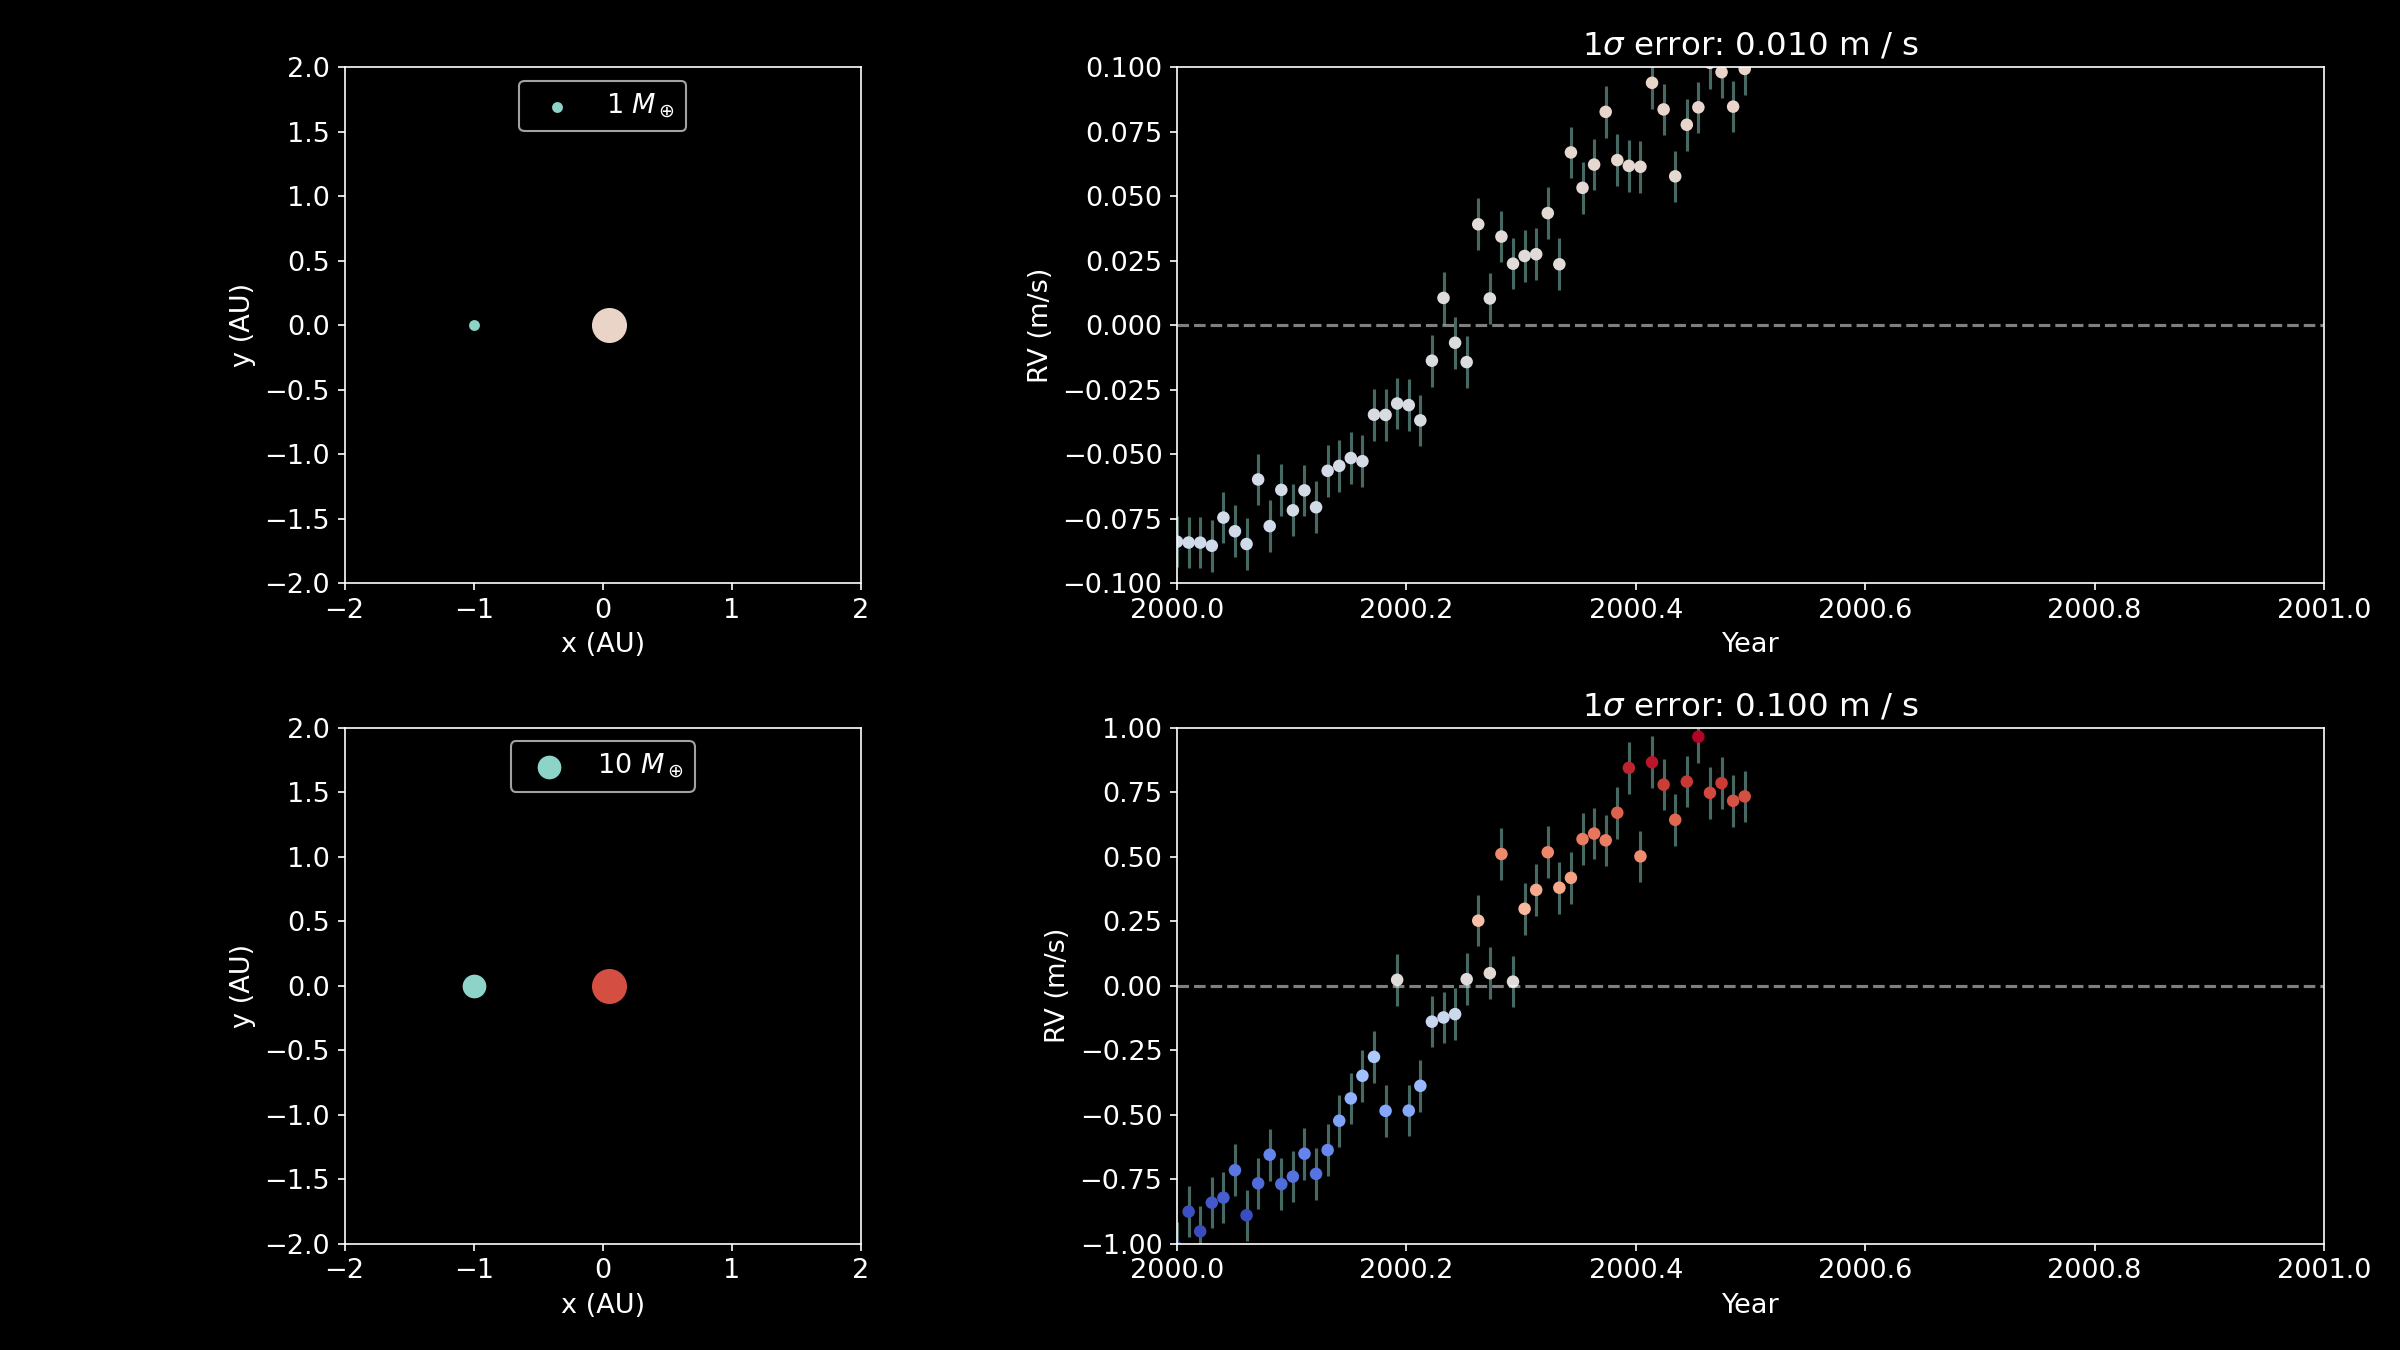 1 M⊕
2.0
1.5
1.0
0.5
0.0
−0.5
−1.0
−1.5
−2.0
y (AU)
−2 −1 0 1 2
x (AU)
1σ error: 0.010 m / s
0.100
0.075
0.050
0.025
0.000
−0.025
−0.050
−0.075
−0.100
RV (m/s)
2000.0 2000.2 2000.4 2000.6 2000.8 2001.0
Year
10 M⊕
2.0
1.5
1.0
0.5
0.0
−0.5
−1.0
−1.5
−2.0
y (AU)
−2 −1 0 1 2
x (AU)
1σ error: 0.100 m / s
1.00
0.75
0.50
0.25
0.00
−0.25
−0.50
−0.75
−1.00
RV (m/s)
2000.0 2000.2 2000.4 2000.6 2000.8 2001.0
Year